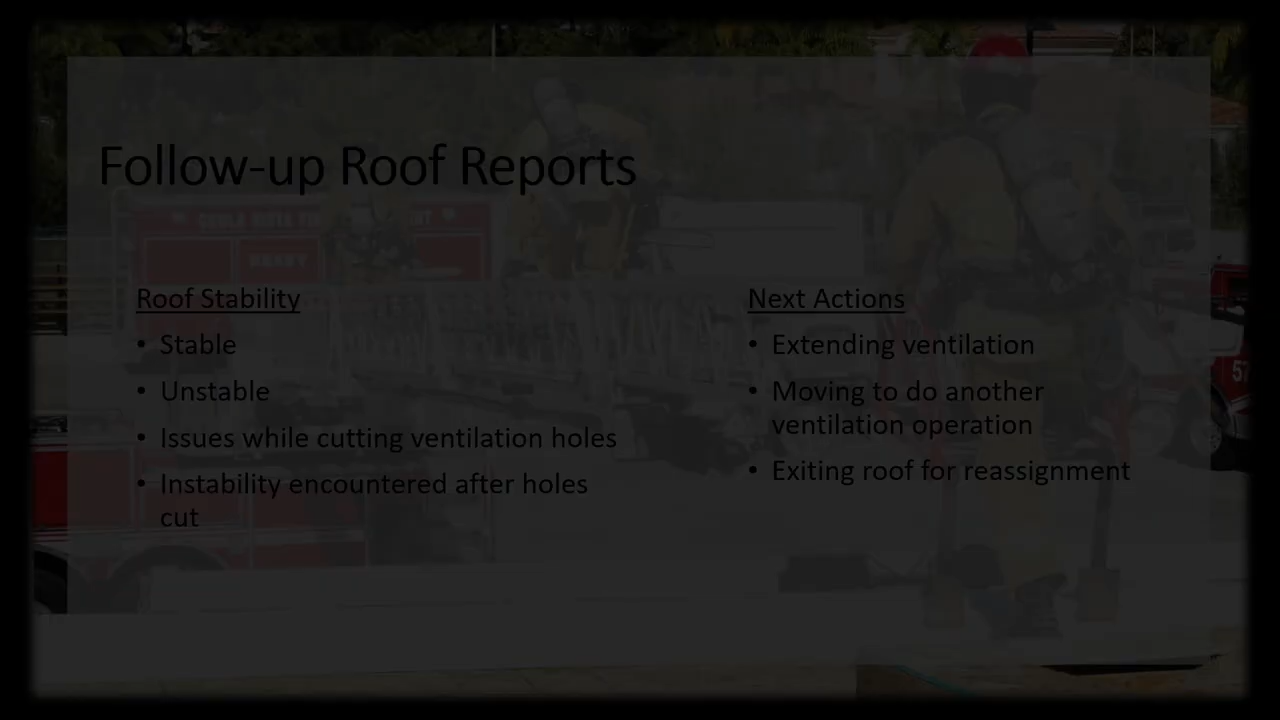 Follow-up Roof Reports
Roof Stability
• Stable
• Unstable
• Issues while cutting ventilation holes
• Instability encountered after holes
cut
Next Actions
• Extending ventilation
• Moving to do another
ventilation operation
• Exiting roof for reassignment
57